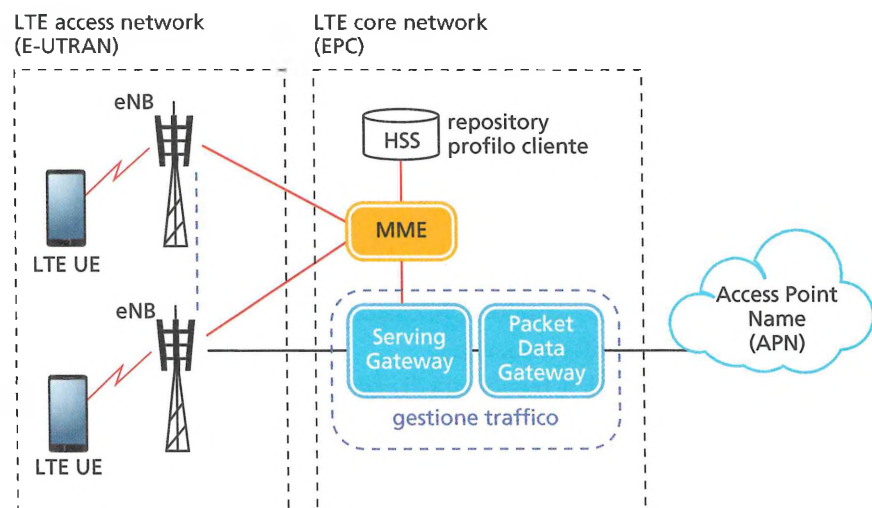 LTE access network
(E-UTRAN)
LTE core network
(EPC)
eNB
LTE UE
eNB
LTE UE
HSS
repository
profilo cliente
MME
Serving
Gateway
Packet
Data
Gateway
gestione traffico
Access Point
Name
(APN)